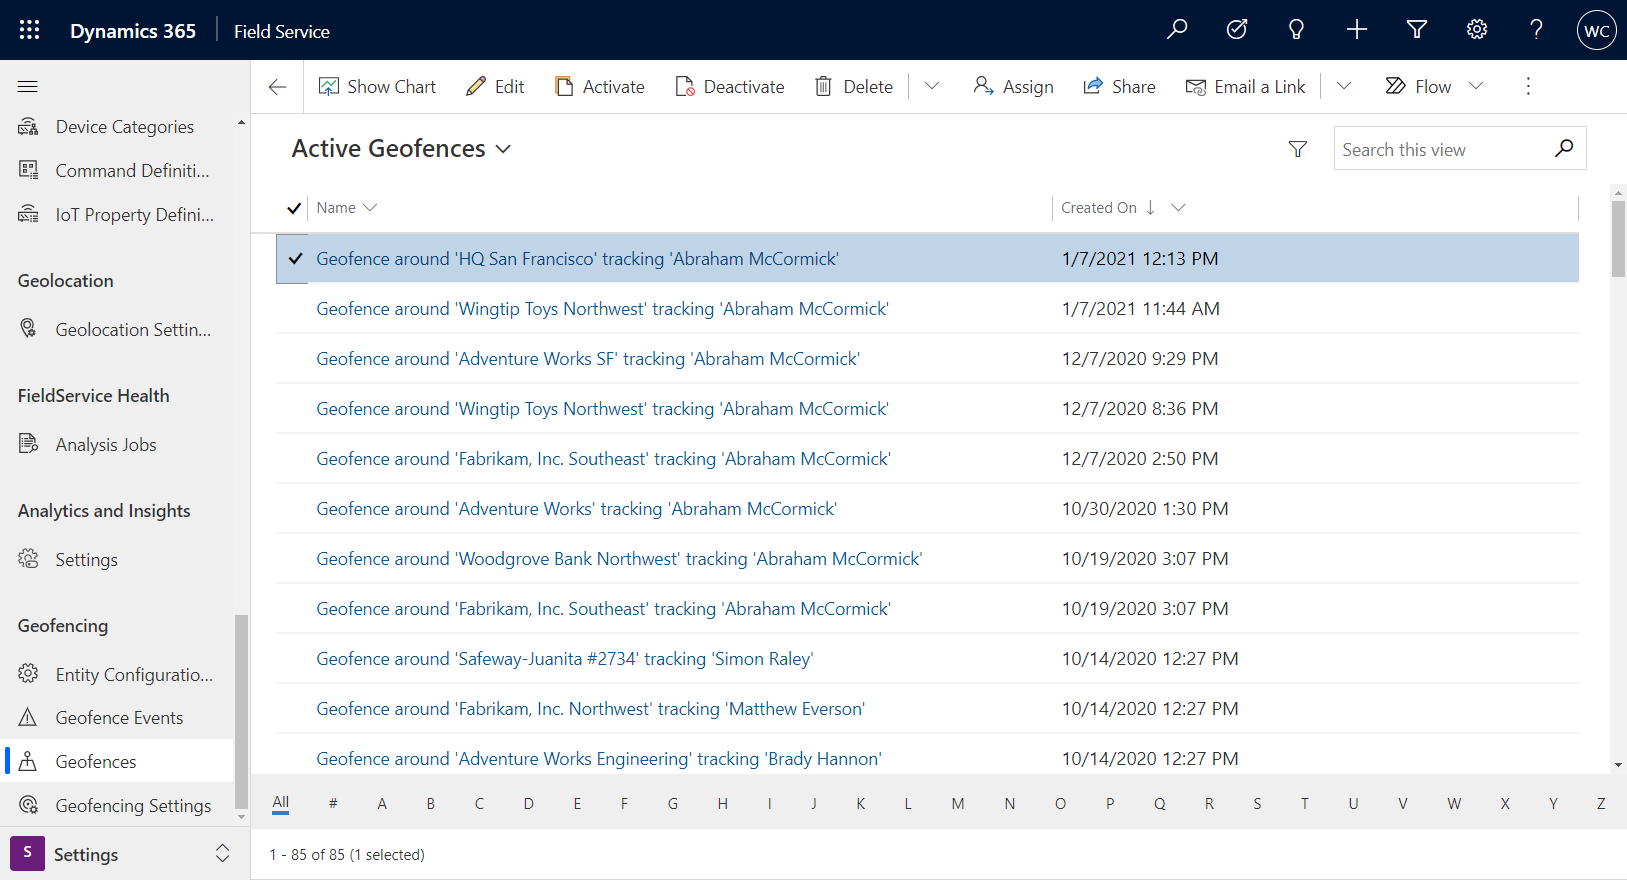 Dynamics 365
Field Service
WC
Device Categories
Command Definiti...
IoT Property Defini...
Geolocation
Geolocation Settin...
FieldService Health
Analysis Jobs
Analytics and Insights
Settings
Geofencing
Entity Configuratio...
Geofence Events
Geofences
Geofencing Settings
S Settings
Show Chart Edit Activate Deactivate Delete Assign Share Email a Link Flow
Active Geofences
Search this view
Name Created On
Geofence around 'HQ San Francisco' tracking 'Abraham McCormick' 1/7/2021 12:13 PM
Geofence around 'Wingtip Toys Northwest' tracking 'Abraham McCormick' 1/7/2021 11:44 AM
Geofence around 'Adventure Works SF' tracking 'Abraham McCormick' 12/7/2020 9:29 PM
Geofence around 'Wingtip Toys Northwest' tracking 'Abraham McCormick' 12/7/2020 8:36 PM
Geofence around 'Fabrikam, Inc. Southeast' tracking 'Abraham McCormick' 12/7/2020 2:50 PM
Geofence around 'Adventure Works' tracking 'Abraham McCormick' 10/30/2020 1:30 PM
Geofence around 'Woodgrove Bank Northwest' tracking 'Abraham McCormick' 10/19/2020 3:07 PM
Geofence around 'Fabrikam, Inc. Southeast' tracking 'Abraham McCormick' 10/19/2020 3:07 PM
Geofence around 'Safeway-Juanita #2734' tracking 'Simon Raley' 10/14/2020 12:27 PM
Geofence around 'Fabrikam, Inc. Northwest' tracking 'Matthew Everson' 10/14/2020 12:27 PM
Geofence around 'Adventure Works Engineering' tracking 'Brady Hannon' 10/14/2020 12:27 PM
All # A B C D E F G H I J K L M N O P Q R S T U V W X Y Z
1 - 85 of 85 (1 selected)